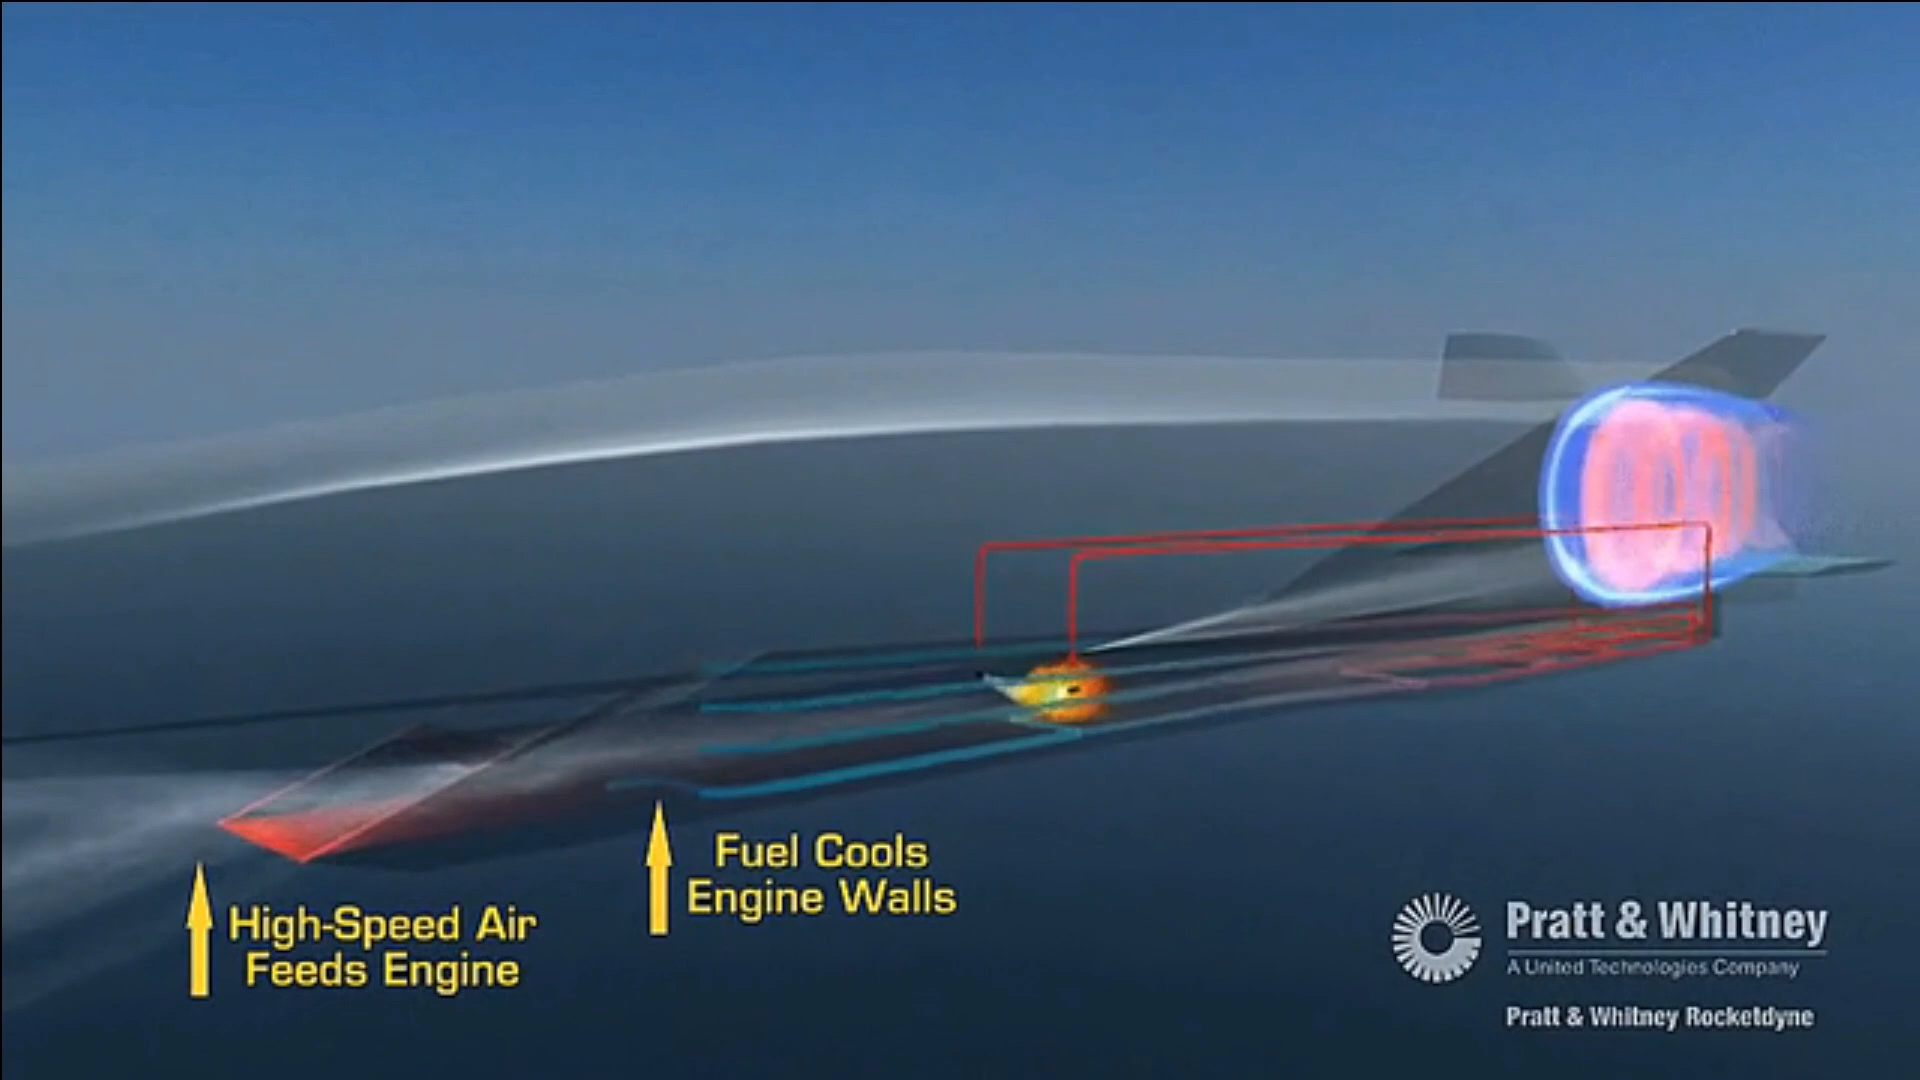 Fuel Cools
Engine Walls
High-Speed Air
Feeds Engine
Pratt & Whitney
A United Technologies Company
Pratt & Whitney Rocketdyne